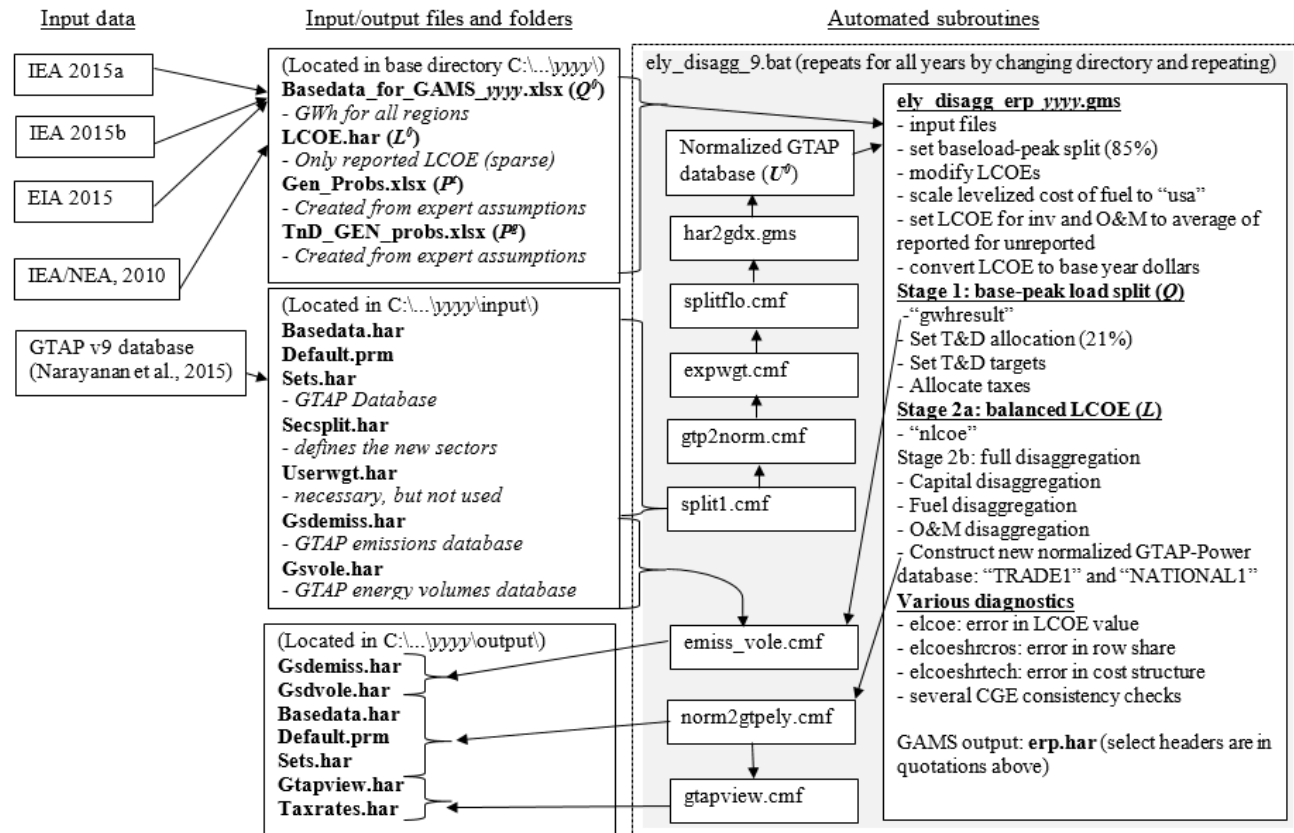 Input data
Input/output files and folders
Automated subroutines
IEA 2015a
IEA 2015b
EIA 2015
IEA/NEA, 2010
GTAP v9 database
(Narayanan et al., 2015)
(Located in base directory C:\...\yyyy\)
Basedata_for_GAMS_yyyy.xlsx (Q⁰)
- GWh for all regions
LCOE.har (L⁰)
- Only reported LCOE (sparse)
Gen_Probs.xlsx (Pᵗ)
- Created from expert assumptions
TnD_GEN_probs.xlsx (Pᵍ)
- Created from expert assumptions
(Located in C:\...\yyyy\input\)
Basedata.har
Default.prm
Sets.har
- GTAP Database
Secsplit.har
- defines the new sectors
Userwgt.har
- necessary, but not used
Gsdemiss.har
- GTAP emissions database
Gsvole.har
- GTAP energy volumes database
(Located in C:\...\yyyy\output\)
Gsdemiss.har
Gsdvole.har
Basedata.har
Default.prm
Sets.har
Gtapview.har
Taxrates.har
ely_disagg_9.bat (repeats for all years by changing directory and repeating)
Normalized GTAP
database (U⁰)
har2gdx.gms
splitflo.cmf
expwgt.cmf
gtp2norm.cmf
split1.cmf
emiss_vole.cmf
norm2gtpely.cmf
gtapview.cmf
ely_disagg_erp_yyyy.gms
- input files
- set baseload-peak split (85%)
- modify LCOEs
- scale levelized cost of fuel to “usa”
- set LCOE for inv and O&M to average of
reported for unreported
- convert LCOE to base year dollars
Stage 1: base-peak load split (Q)
-“gwhresult”
- Set T&D allocation (21%)
- Set T&D targets
- Allocate taxes
Stage 2a: balanced LCOE (L)
- “nlcoe”
Stage 2b: full disaggregation
- Capital disaggregation
- Fuel disaggregation
- O&M disaggregation
- Construct new normalized GTAP-Power
database: “TRADE1” and “NATIONAL1”
Various diagnostics
- elcoe: error in LCOE value
- elcoeshrcros: error in row share
- elcoeshrtech: error in cost structure
- several CGE consistency checks
GAMS output: erp.har (select headers are in
quotations above)